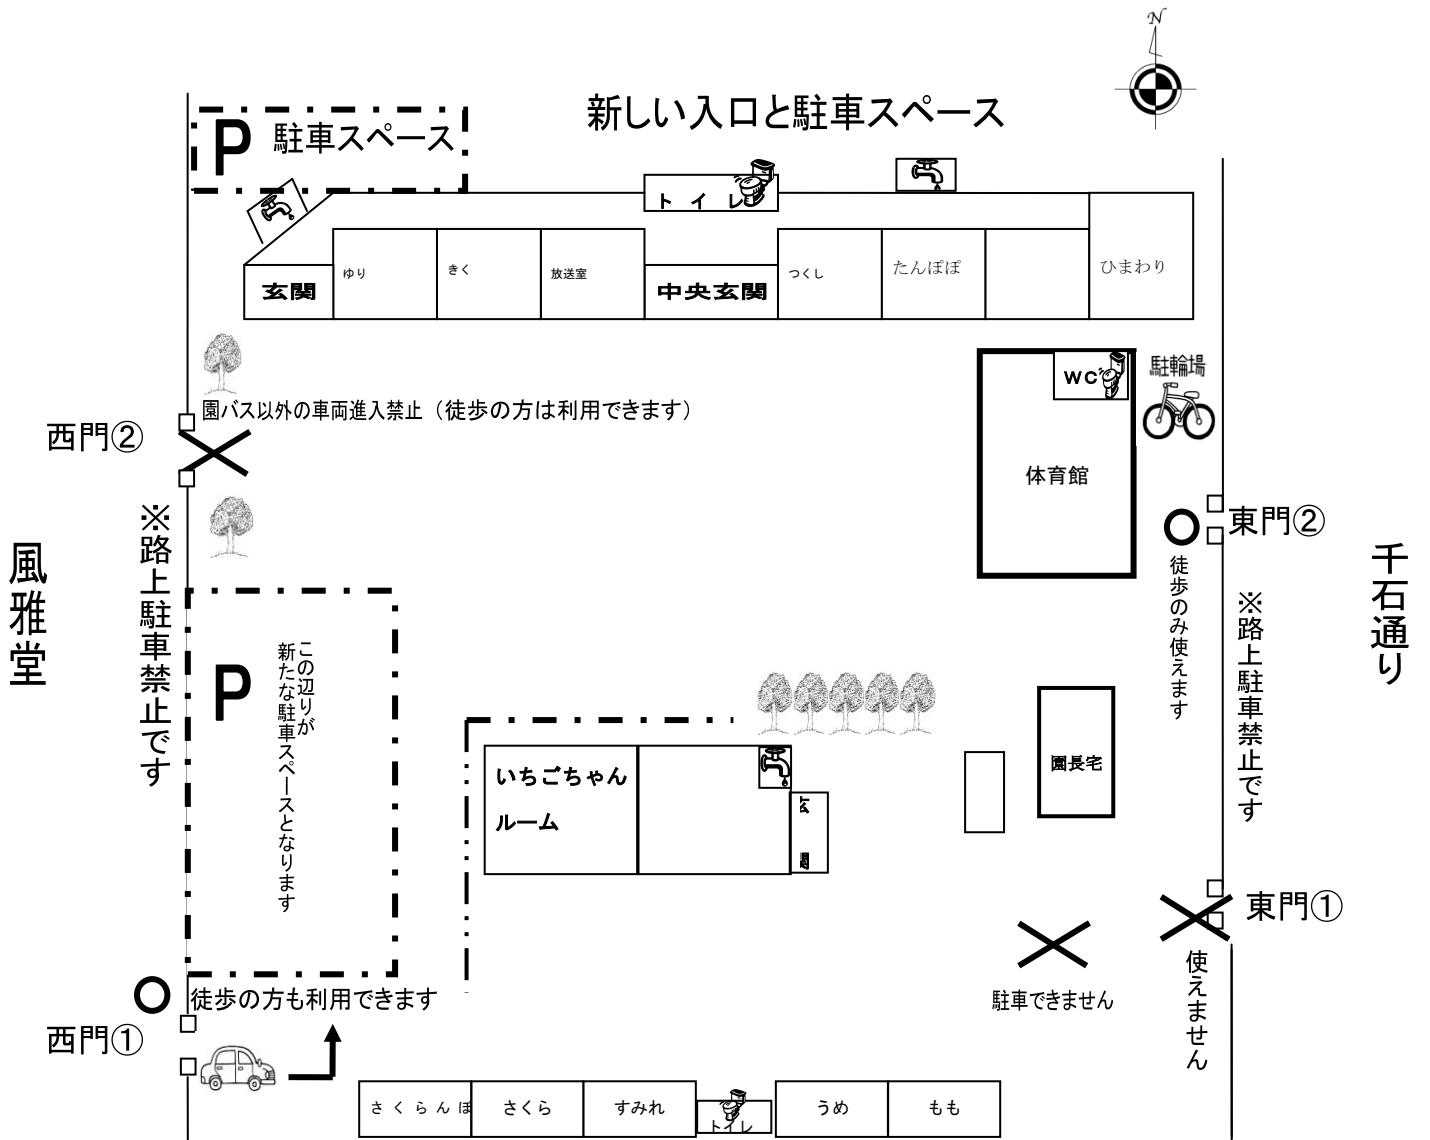 N
新しい入口と駐車スペース
P 駐車スペース
トイレ
玄関
ゆり
きく
放送室
中央玄関
つくし
たんぽぽ
ひまわり
WC
駐輪場
園バス以外の車両進入禁止（徒歩の方は利用できます）
西門②
体育館
東門②
徒歩のみ使えます
※路上駐車禁止です
風雅堂
千石通り
※路上駐車禁止です
P
この辺りが
新たな駐車スペースとなります
いちごちゃん
ルーム
園長宅
東門①
使えません
駐車できません
徒歩の方も利用できます
西門①
さくらんぼ
さくら
すみれ
トイレ
うめ
もも